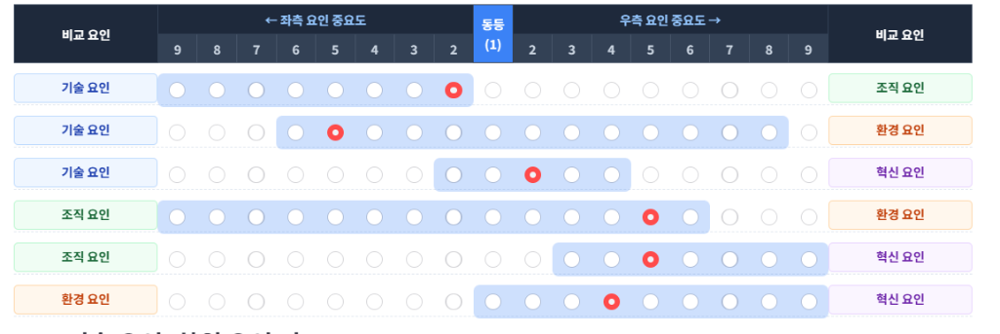 비교 요인
← 좌측 요인 중요도
동등
(1)
우측 요인 중요도 →
비교 요인
9 8 7 6 5 4 3 2
2 3 4 5 6 7 8 9
기술 요인 조직 요인
기술 요인 환경 요인
기술 요인 혁신 요인
조직 요인 환경 요인
조직 요인 혁신 요인
환경 요인 혁신 요인